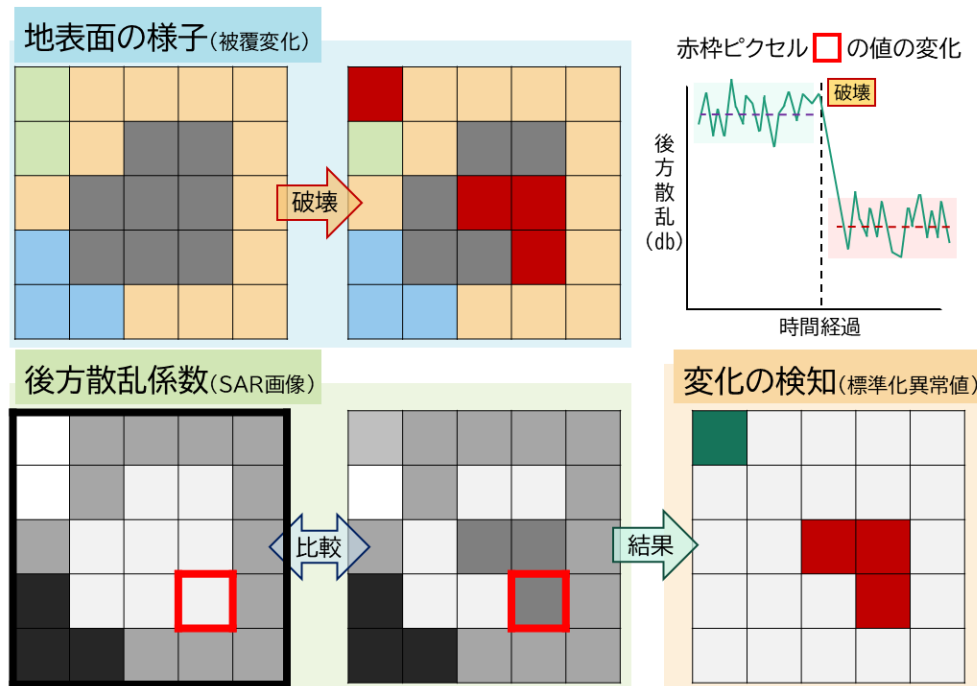 地表面の様子(被覆変化)
破壊
赤枠ピクセル の値の変化
破壊
後方散乱(db)
時間経過
後方散乱係数(SAR画像)
比較
結果
変化の検知(標準化異常値)